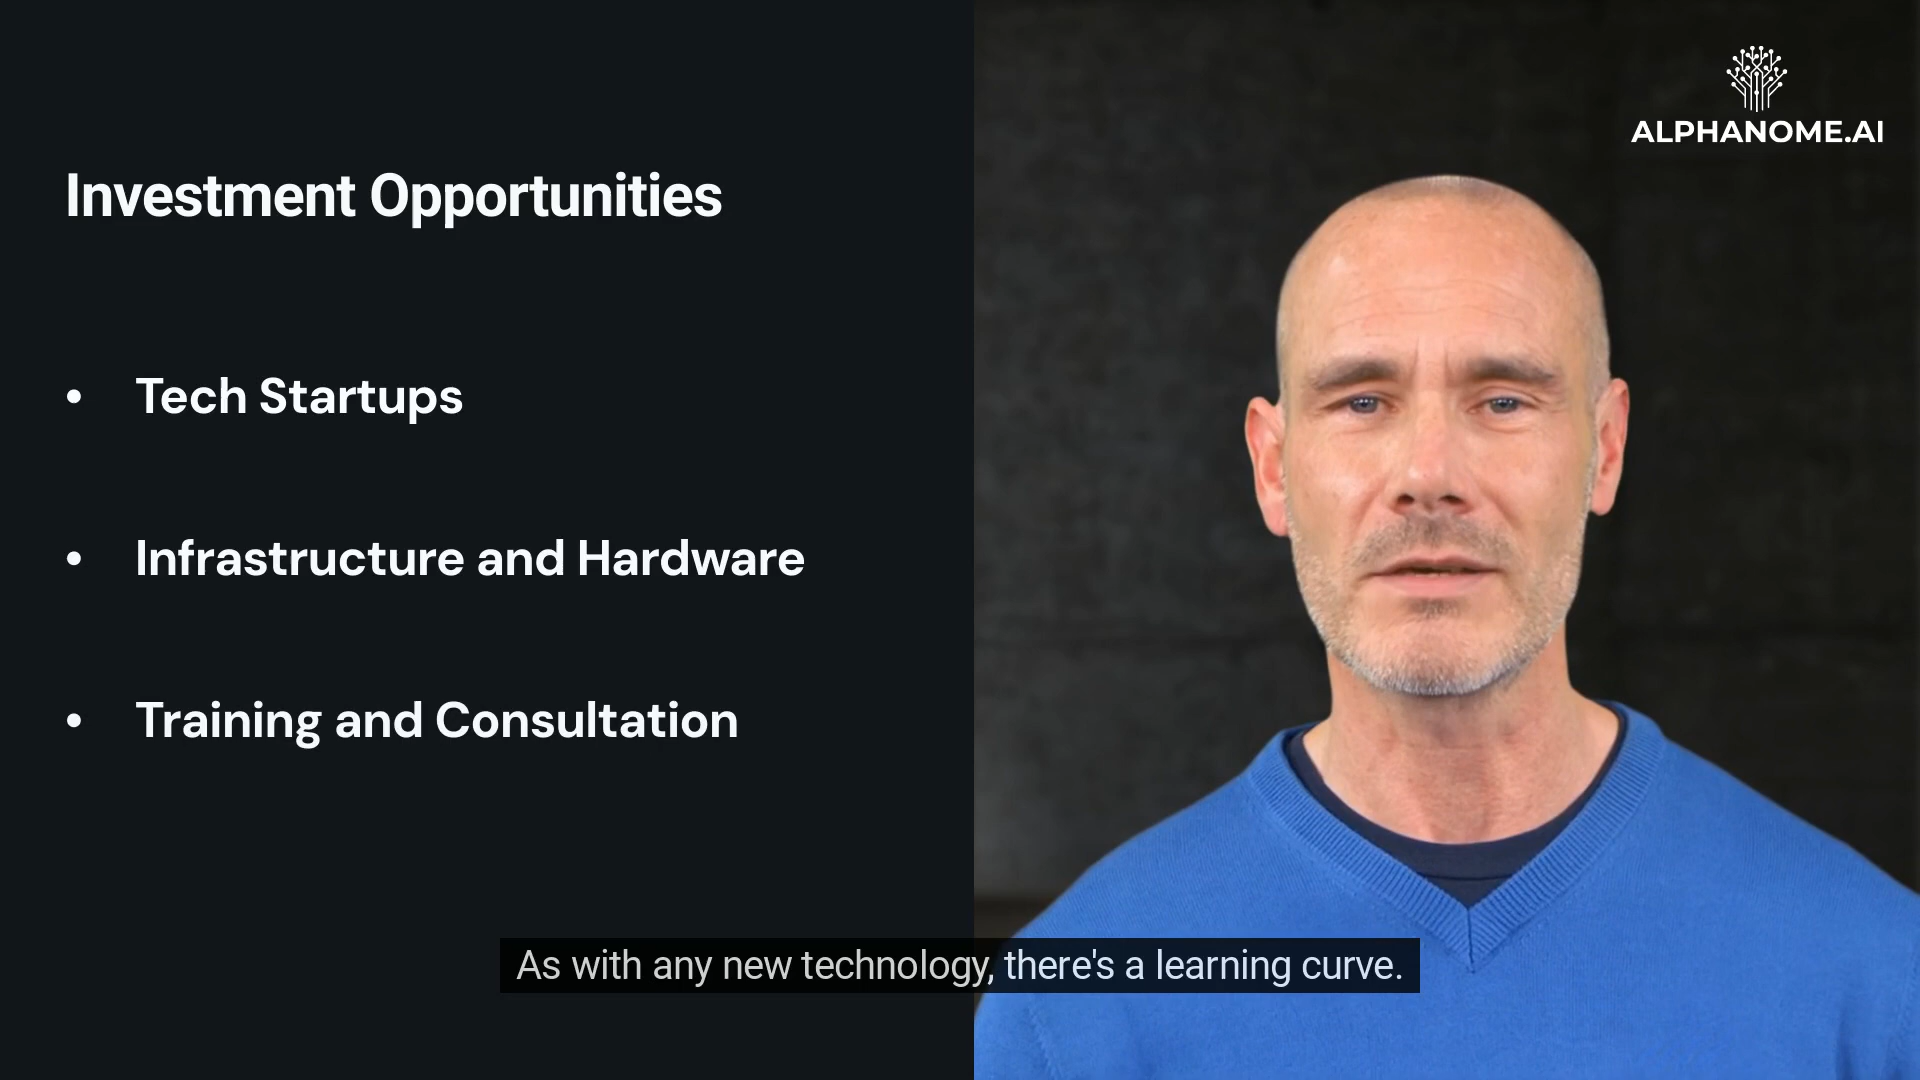 ALPHANOME.AI
Investment Opportunities
• Tech Startups
• Infrastructure and Hardware
• Training and Consultation
As with any new technology, there's a learning curve.